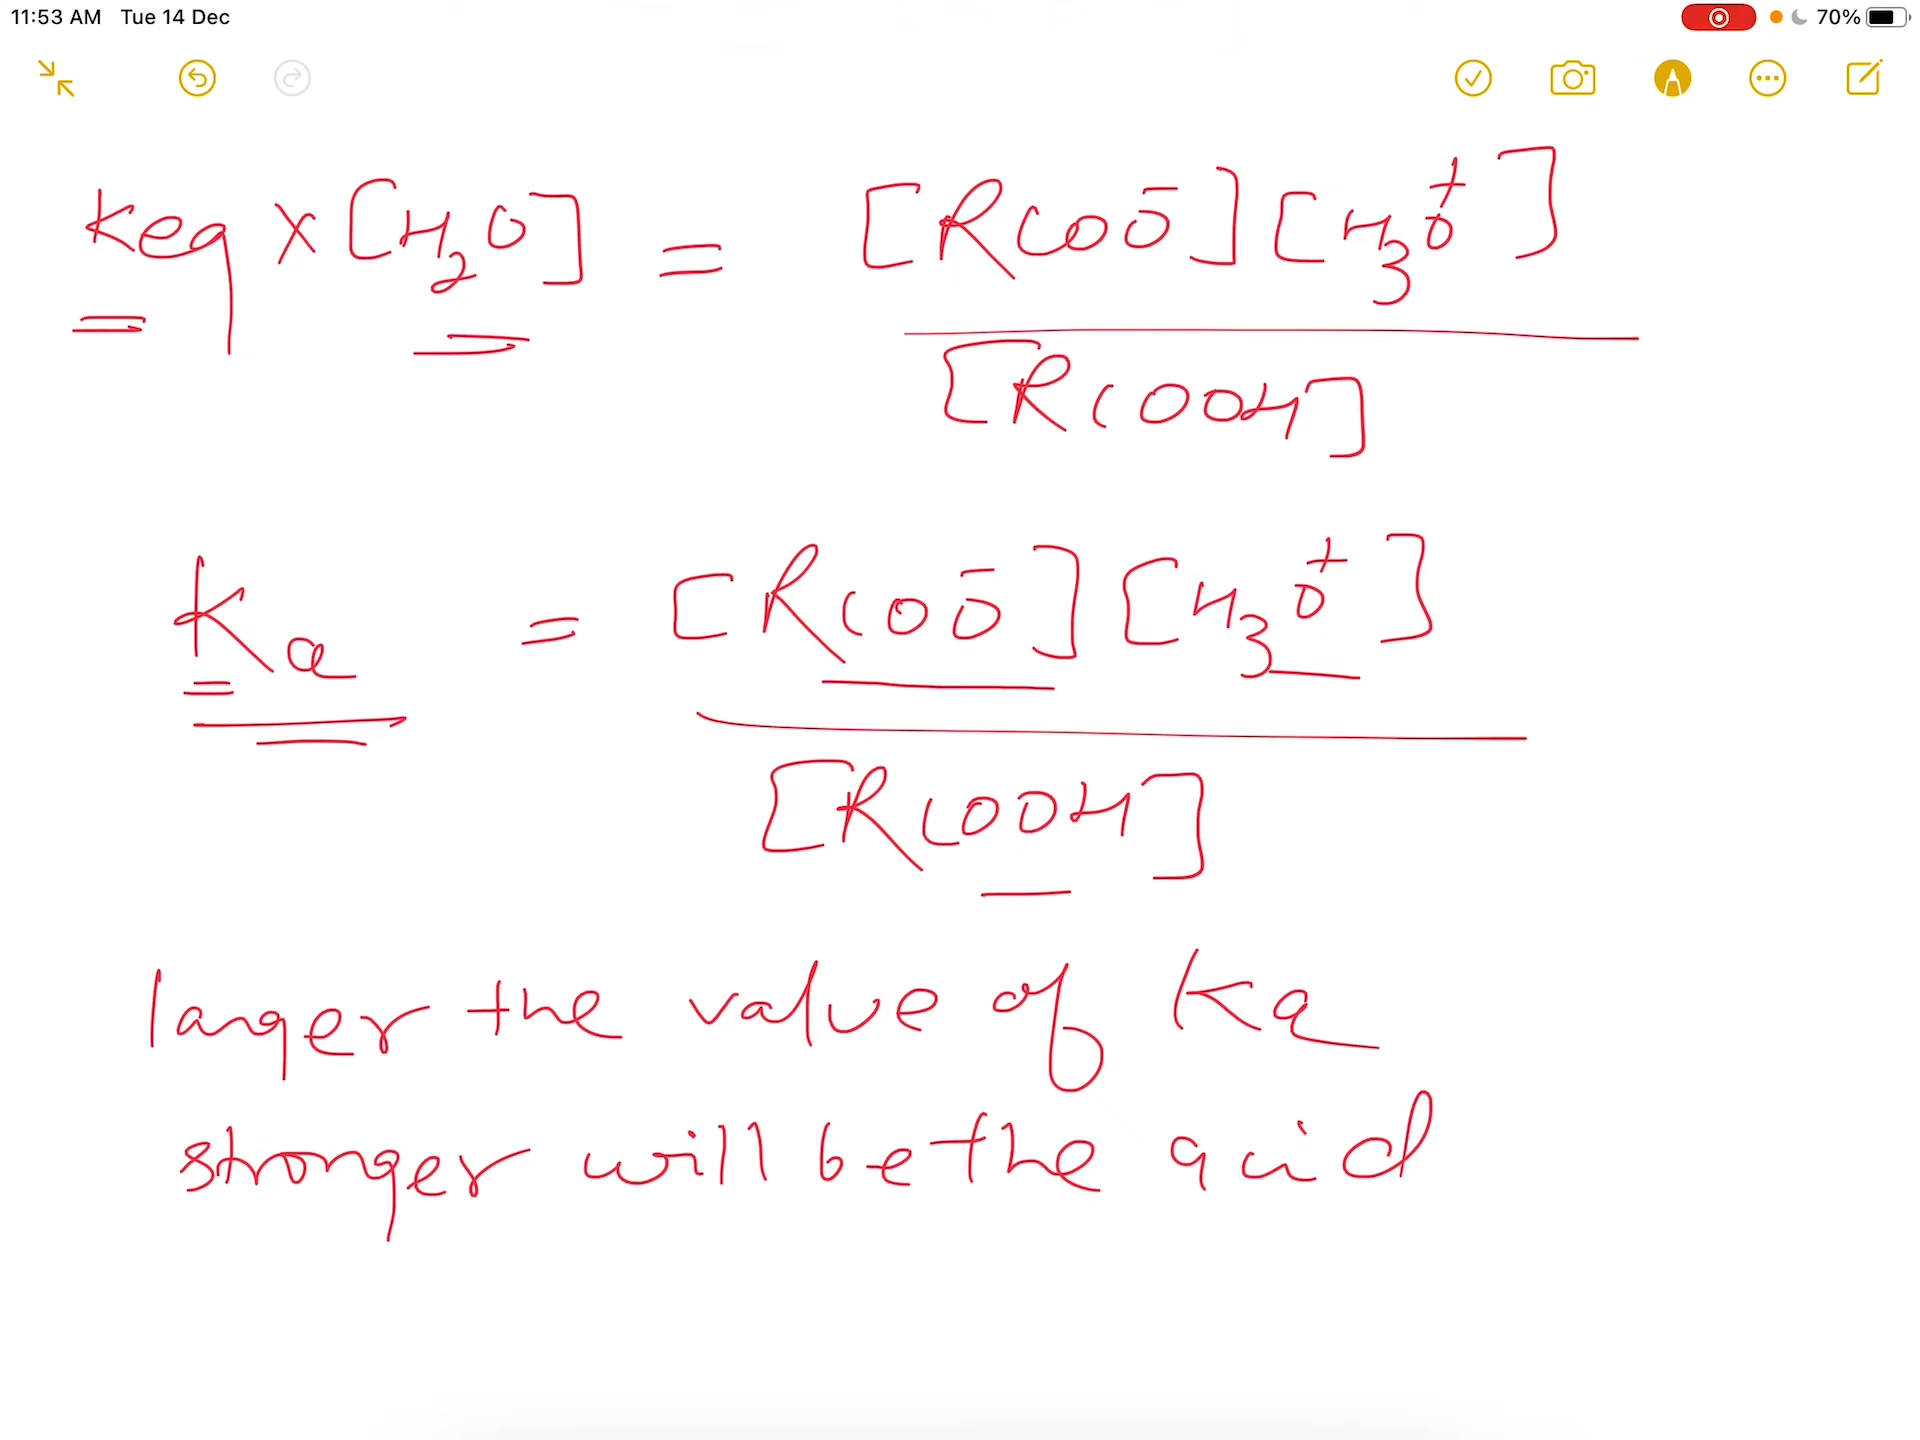 11:53 AM Tue 14 Dec 70%
Keq x [H₂O] = [RCOO̅] [H₃O⁺]
[RCOOH]
Ka = [RCOO̅] [H₃O⁺]
[RCOOH]
larger the value of Ka
stronger will be the acid